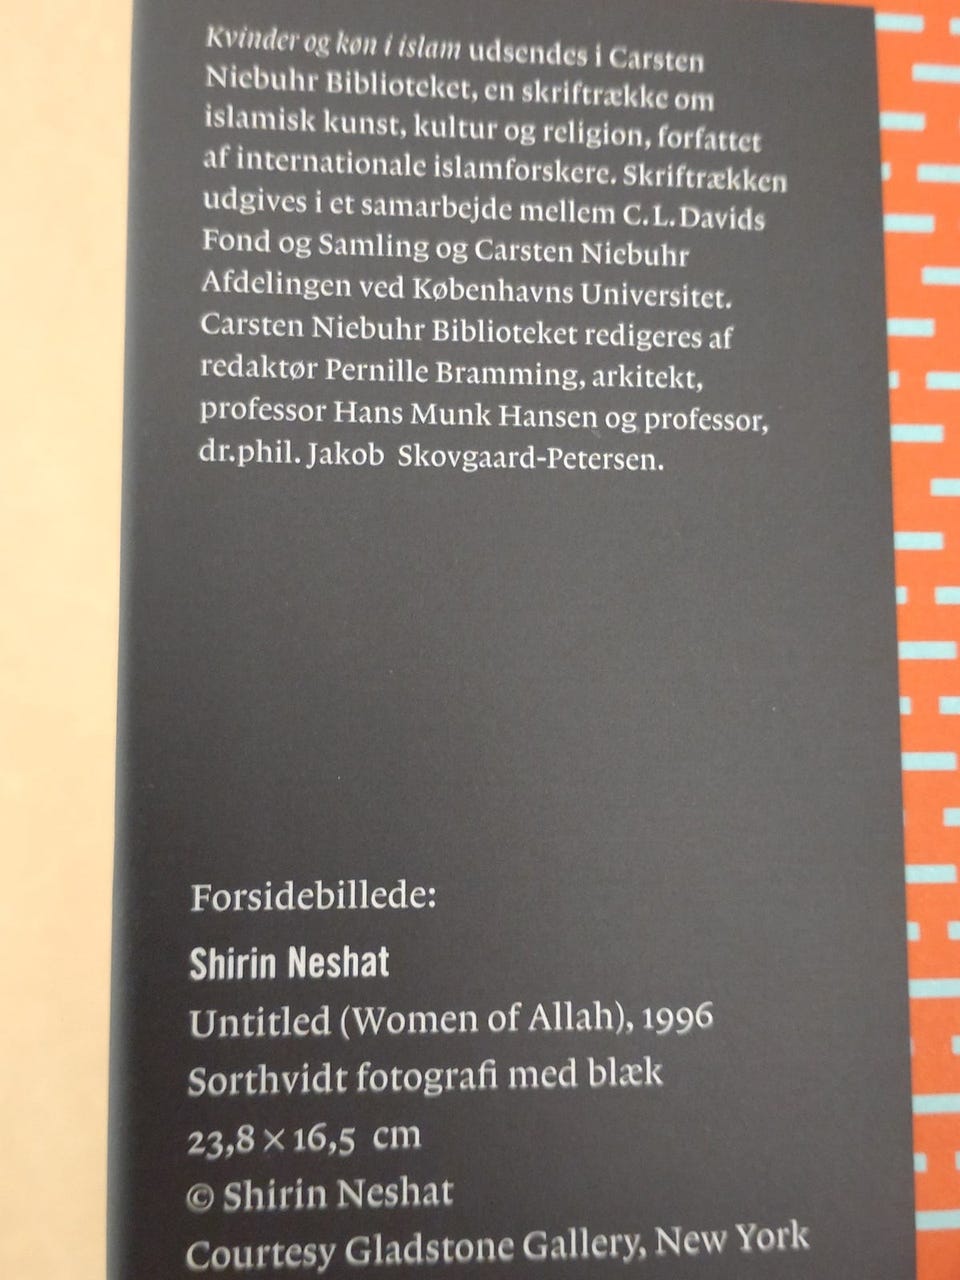 Kvinder og køn i islam udsendes i Carsten
Niebuhr Biblioteket, en skriftrække om
islamisk kunst, kultur og religion, forfattet
af internationale islamforskere. Skriftrækken
udgives i et samarbejde mellem C.L. Davids
Fond og Samling og Carsten Niebuhr
Afdelingen ved Københavns Universitet.
Carsten Niebuhr Biblioteket redigeres af
redaktør Pernille Bramming, arkitekt,
professor Hans Munk Hansen og professor,
dr.phil. Jakob Skovgaard-Petersen.
Forsidebillede:
Shirin Neshat
Untitled (Women of Allah), 1996
Sorthvidt fotografi med blæk
23,8 × 16,5 cm
© Shirin Neshat
Courtesy Gladstone Gallery, New York